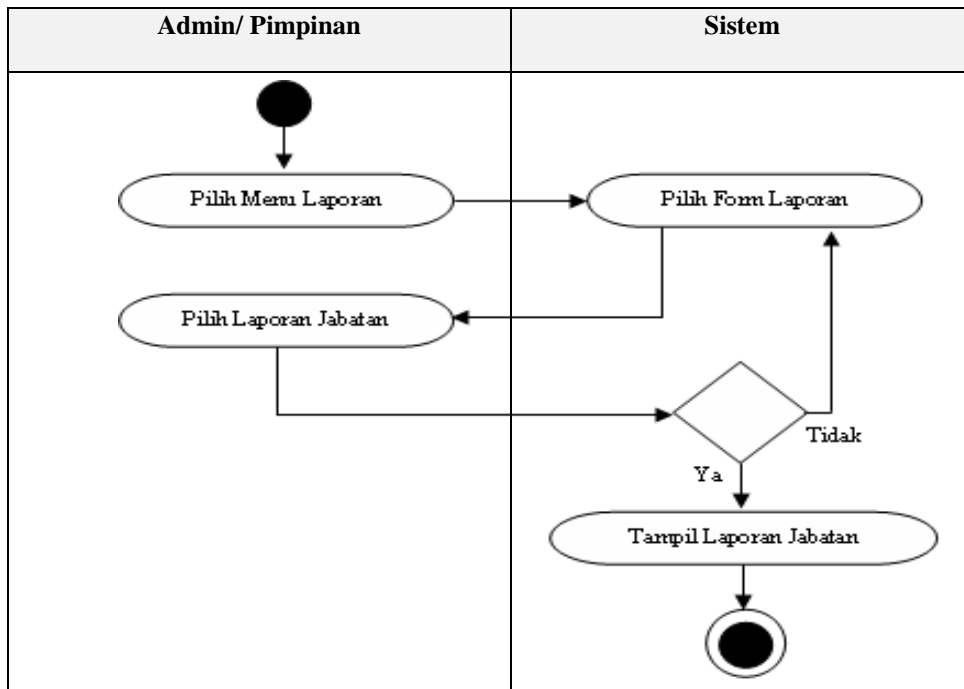 Admin/ Pimpinan
Sistem
Pilih Menu Laporan
Pilih Form Laporan
Pilih Laporan Jabatan
Tidak
Ya
Tampil Laporan Jabatan